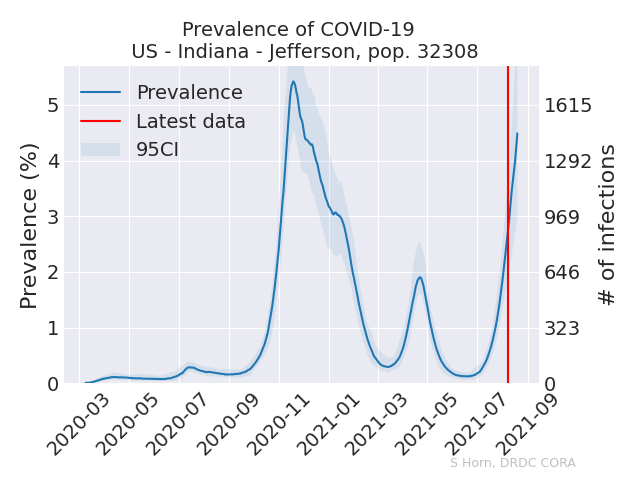 Prevalence of COVID-19
US - Indiana - Jefferson, pop. 32308
Prevalence
Latest data
95CI
Prevalence (%)
5
4
3
2
1
0
1615
1292
969
646
323
0
# of infections
2020-03
2020-05
2020-07
2020-09
2020-11
2021-01
2021-03
2021-05
2021-07
2021-09
S Horn, DRDC CORA